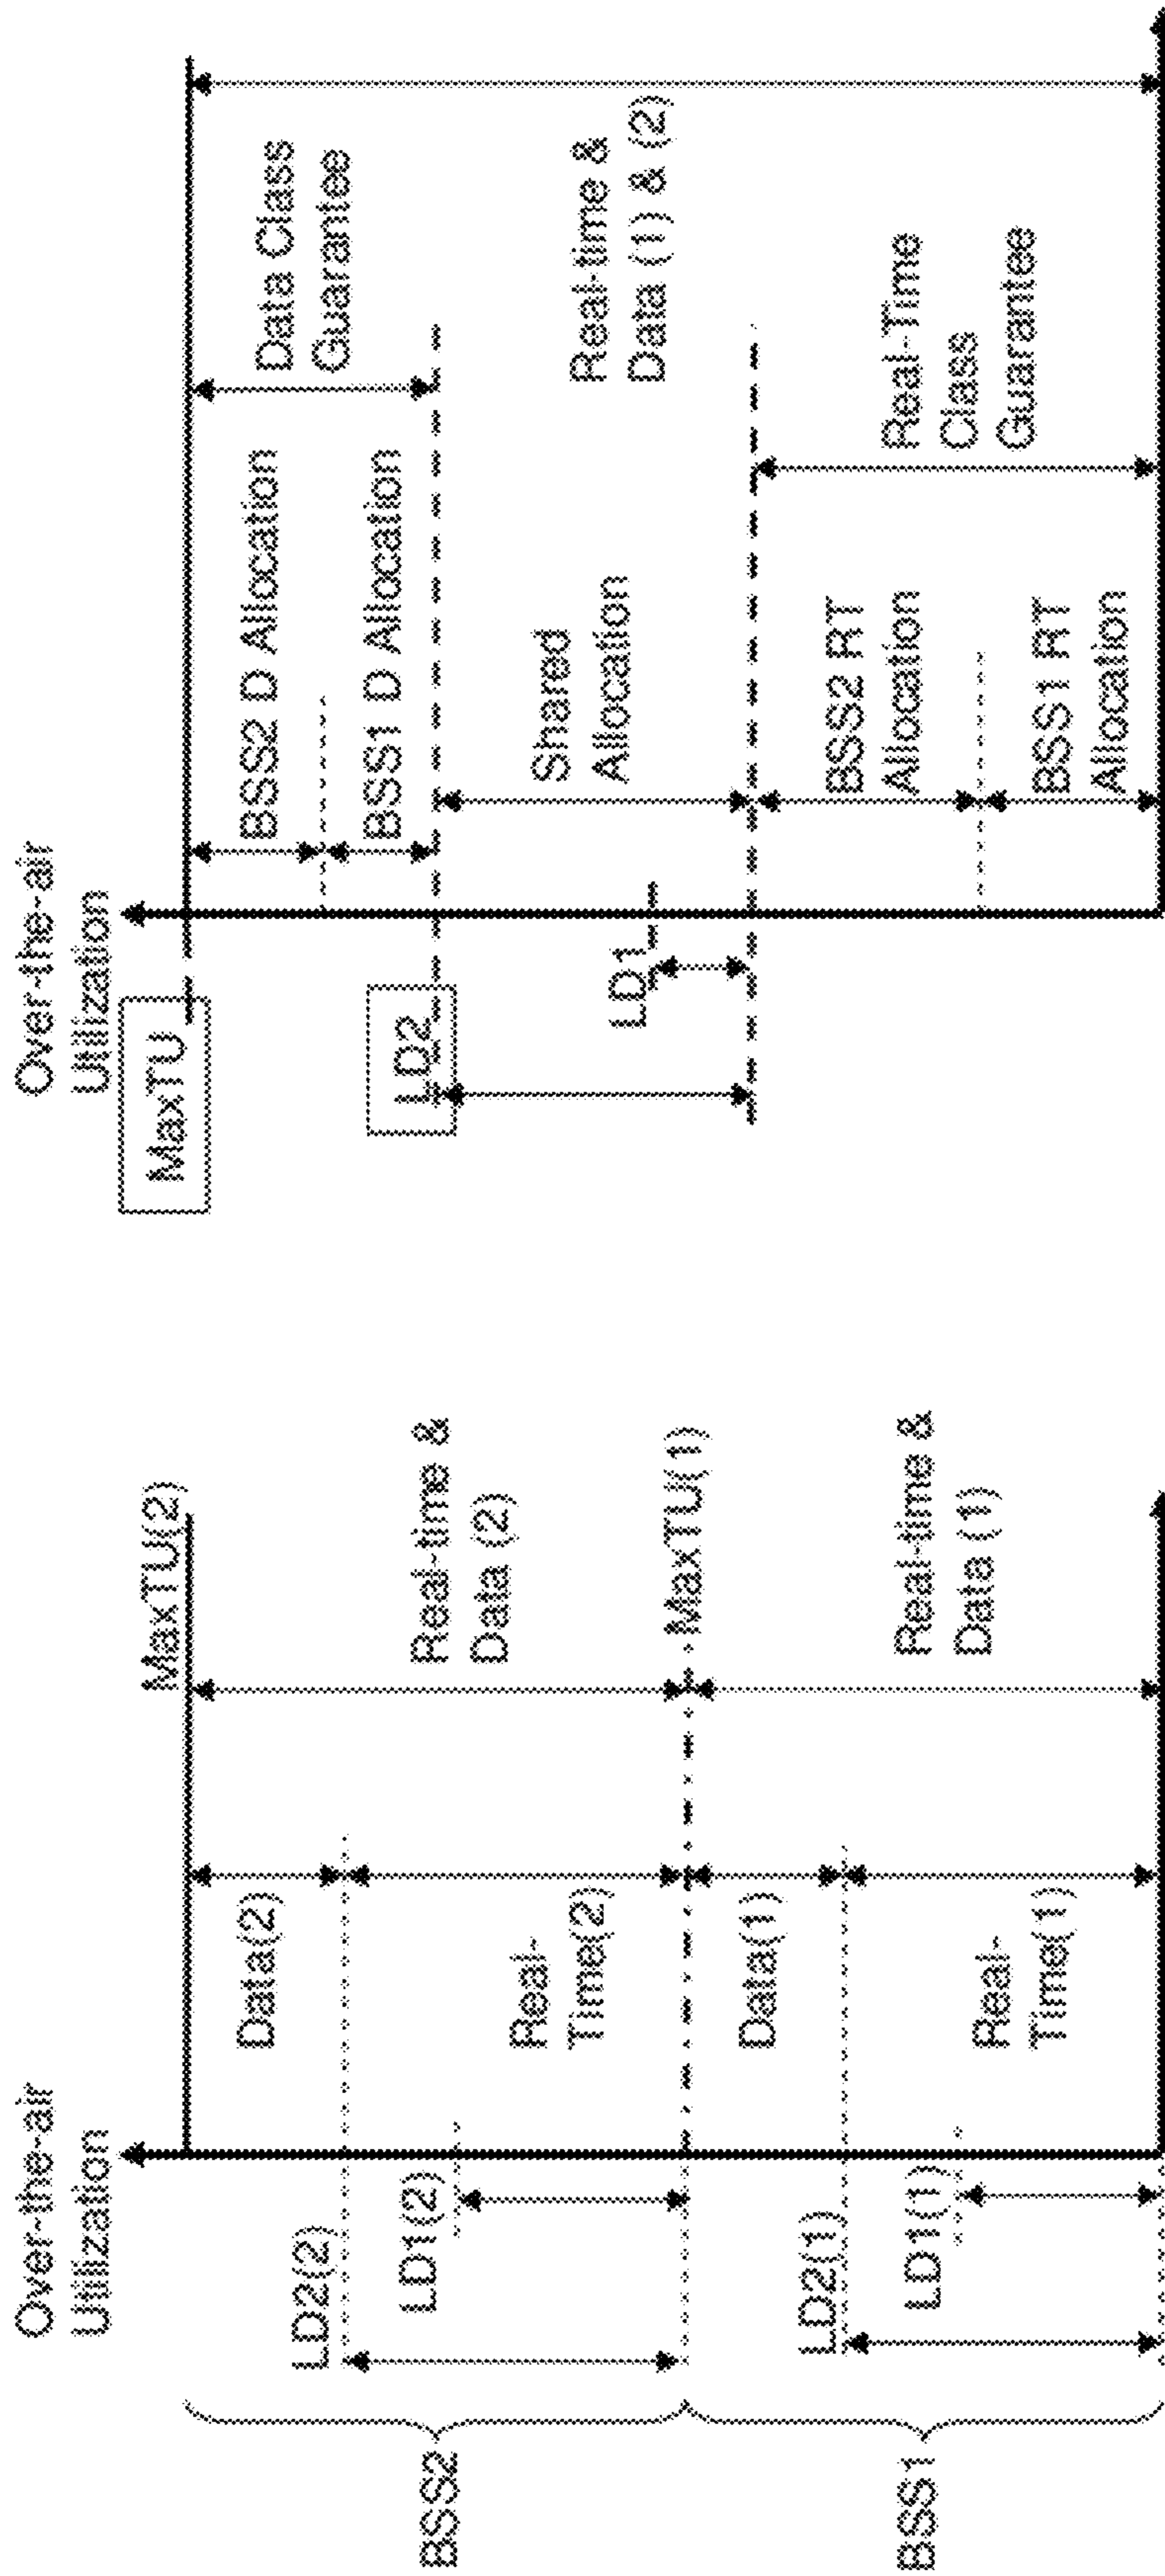 Over-the-air
Utilization
MaxTU(2)
Data(2)
Real-time &
Data (2)
LD2(2)
LD1(2)
Real-
Time(2)
BSS2
MaxTU(1)
Data(1)
Real-time &
Data (1)
LD2(1)
LD1(1)
Real-
Time(1)
BSS1
Over-the-air
Utilization
MaxTU
BSS2 D Allocation
Data Class
Guarantee
BSS1 D Allocation
LD2
Shared
Allocation
Real-time &
Data (1) & (2)
LD1
BSS2 RT
Allocation
Real-Time
Class
Guarantee
BSS1 RT
Allocation